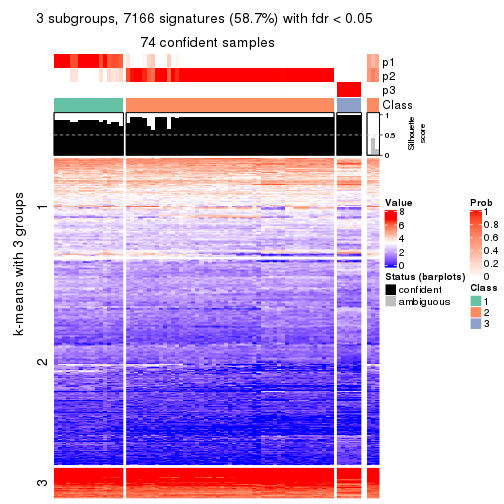 3 subgroups, 7166 signatures (58.7%) with fdr < 0.05
74 confident samples
p1
p2
p3
Class
1
0.5
0
Silhouette
score
k-means with 3 groups
1
2
3
Value
8
6
4
2
0
Status (barplots)
confident
ambiguous
Prob
1
0.8
0.6
0.4
0.2
0
Class
1
2
3